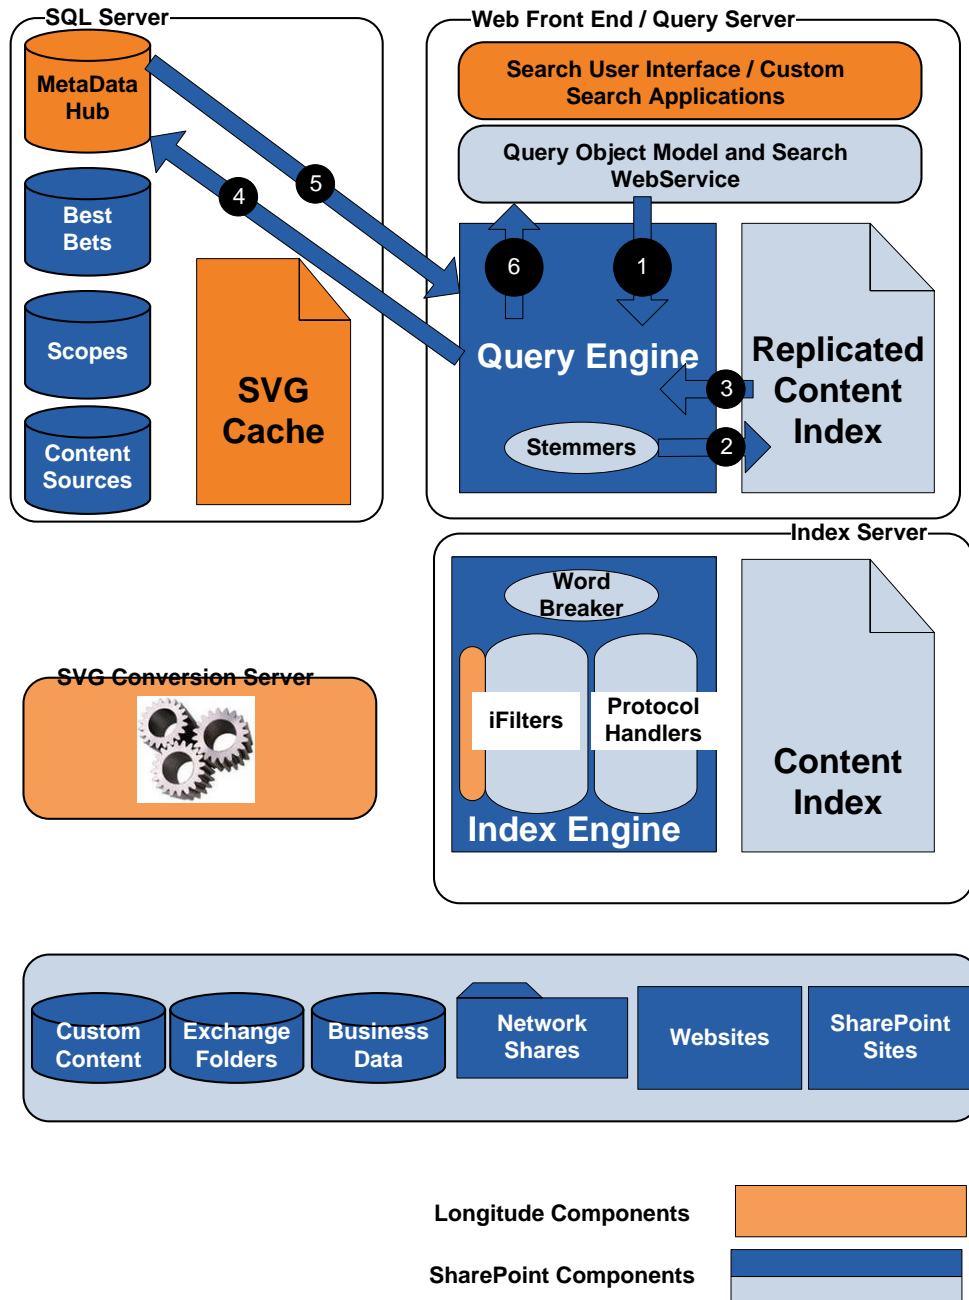 SQL Server
MetaData
Hub
Best
Bets
Scopes
Content
Sources
SVG
Cache
4
5
Web Front End / Query Server
Search User Interface / Custom
Search Applications
Query Object Model and Search
WebService
6
1
Query Engine
Stemmers
3
2
Replicated
Content
Index
Index Server
Word
Breaker
iFilters
Protocol
Handlers
Index Engine
Content
Index
SVG Conversion Server
Custom
Content
Exchange
Folders
Business
Data
Network
Shares
Websites
SharePoint
Sites
Longitude Components
SharePoint Components